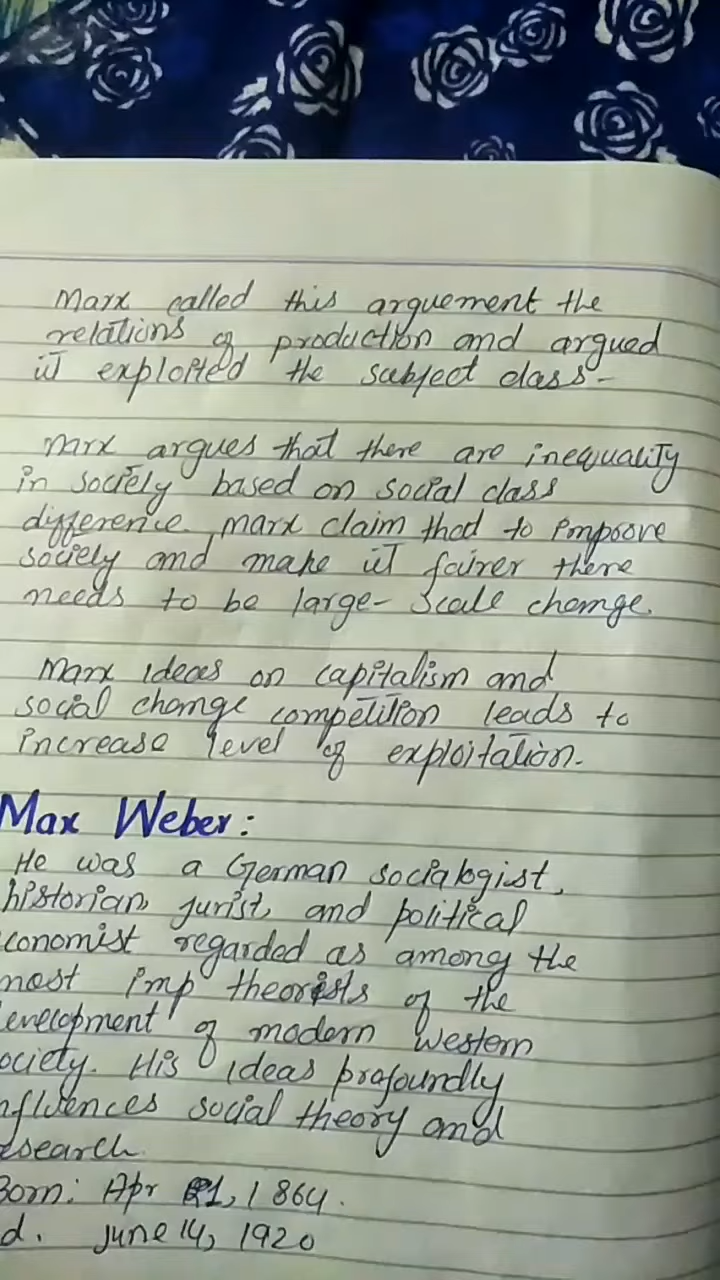 Marx called this arguement the
relations of production and argued
it exploited the subject class-
Marx argues that there are inequality
in society based on social class
difference. Marx claim that to improve
society and make it fairer there
needs to be large-scale change.
Marx ideas on capitalism and
social change competition leads to
increase level of exploitation.
Max Weber:
He was a German sociologist,
historian, jurist, and political
conomist regarded as among the
most imp theorists of the
evelopment of modern Western
ociety. His ideas profoundly
nfluences social theory and
esearch
Born: Apr 21, 1864.
d. June 14, 1920